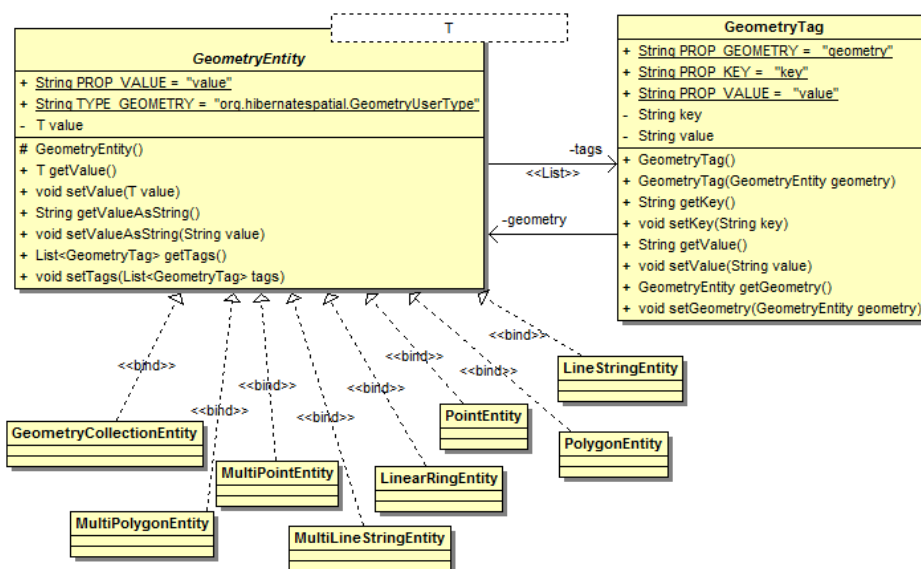 T
GeometryEntity
+ String PROP_VALUE = "value"
+ String TYPE_GEOMETRY = "org.hibernatespatial.GeometryUserType"
- T value
# GeometryEntity()
+ T getValue()
+ void setValue(T value)
+ String getValueAsString()
+ void setValueAsString(String value)
+ List<GeometryTag> getTags()
+ void setTags(List<GeometryTag> tags)
GeometryTag
+ String PROP_GEOMETRY = "geometry"
+ String PROP_KEY = "key"
+ String PROP_VALUE = "value"
- String key
- String value
+ GeometryTag()
+ GeometryTag(GeometryEntity geometry)
+ String getKey()
+ void setKey(String key)
+ String getValue()
+ void setValue(String value)
+ GeometryEntity getGeometry()
+ void setGeometry(GeometryEntity geometry)
-tags
<<List>>
-geometry
<<bind>>
<<bind>>
<<bind>>
<<bind>>
<<bind>>
<<bind>>
<<bind>>
<<bind>>
LineStringEntity
PointEntity
PolygonEntity
GeometryCollectionEntity
MultiPointEntity
LinearRingEntity
MultiPolygonEntity
MultiLineStringEntity